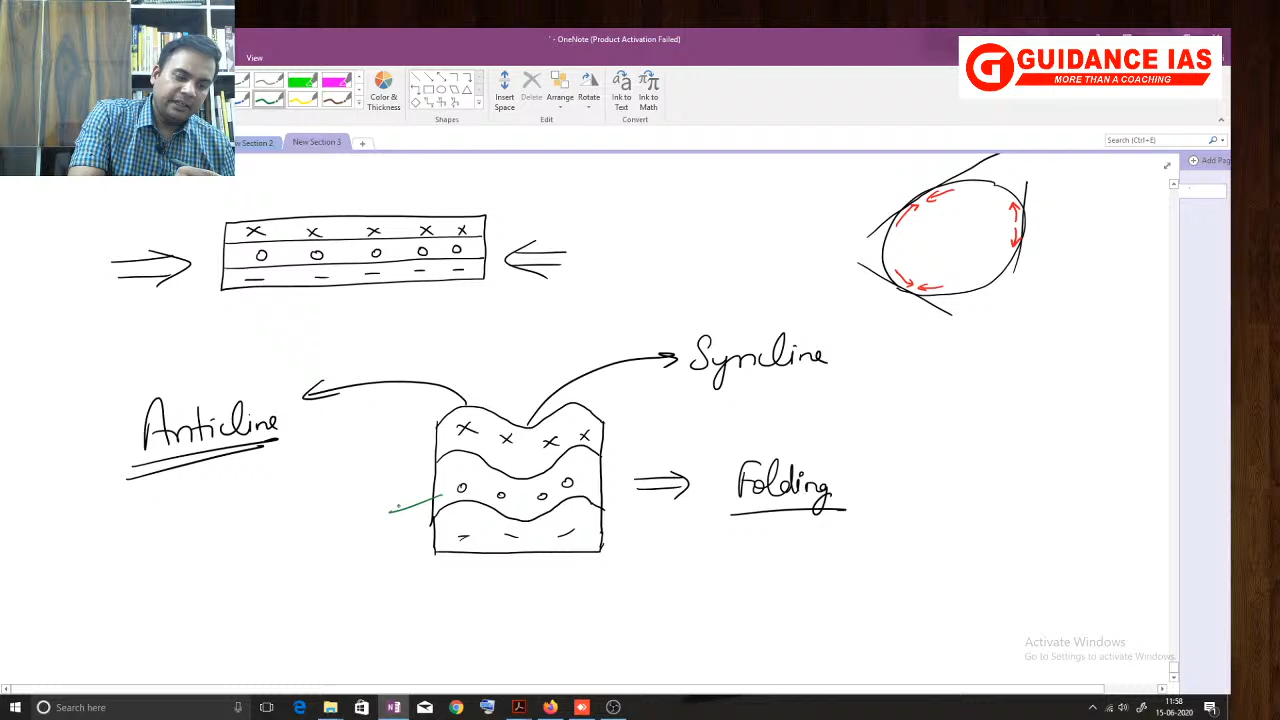 ' - OneNote (Product Activation Failed)
GUIDANCE IAS
MORE THAN A COACHING
View
Color & Thickness
Insert Space
Delete
Arrange
Rotate
Ink to Text
Ink to Math
Shapes
Edit
Convert
New Section 3
Search (Ctrl+E)
Section 2
Syncline
Anticline
Folding
Activate Windows
Go to Settings to activate Windows.
Search here
11:58
15-06-2020